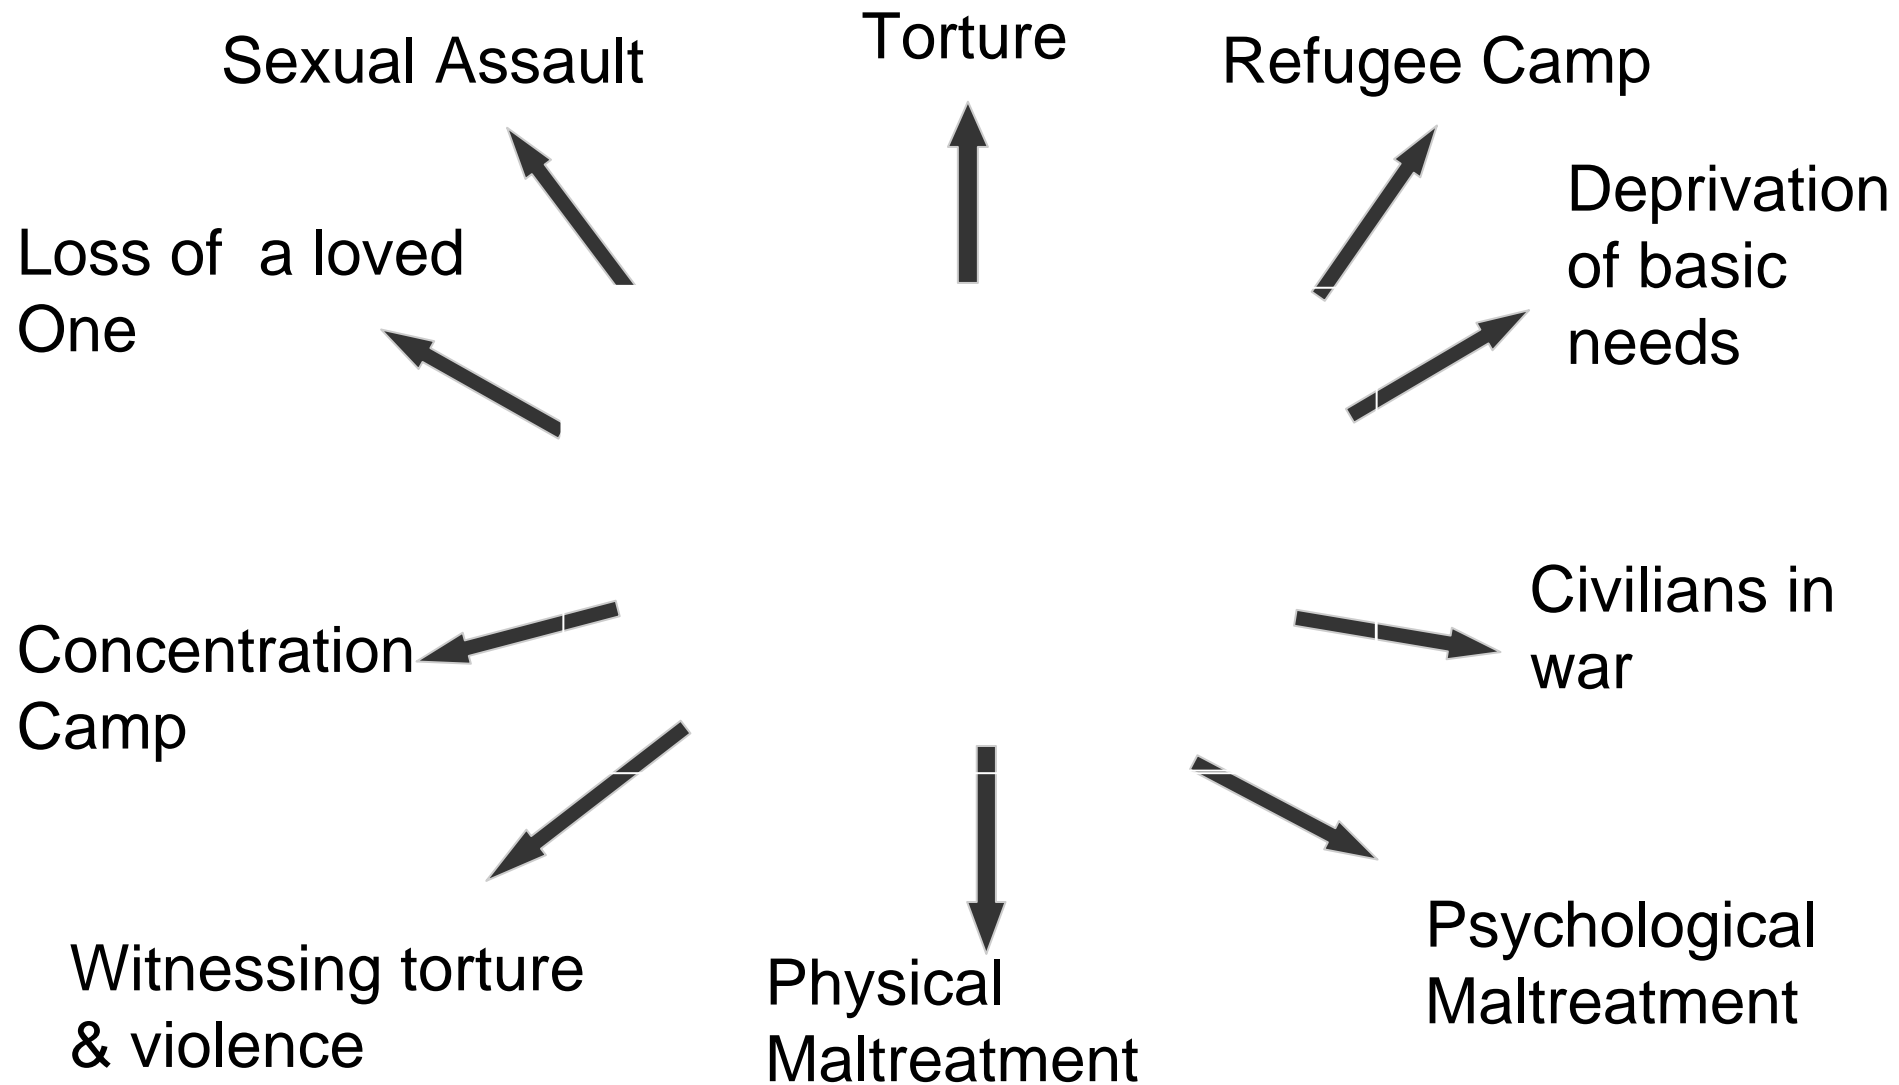 Sexual Assault
Torture
Refugee Camp
Deprivation
of basic
needs
Loss of  a loved
One
Civilians in
war
Concentration
Camp
Psychological
Maltreatment
Witnessing torture
& violence
Physical
Maltreatment